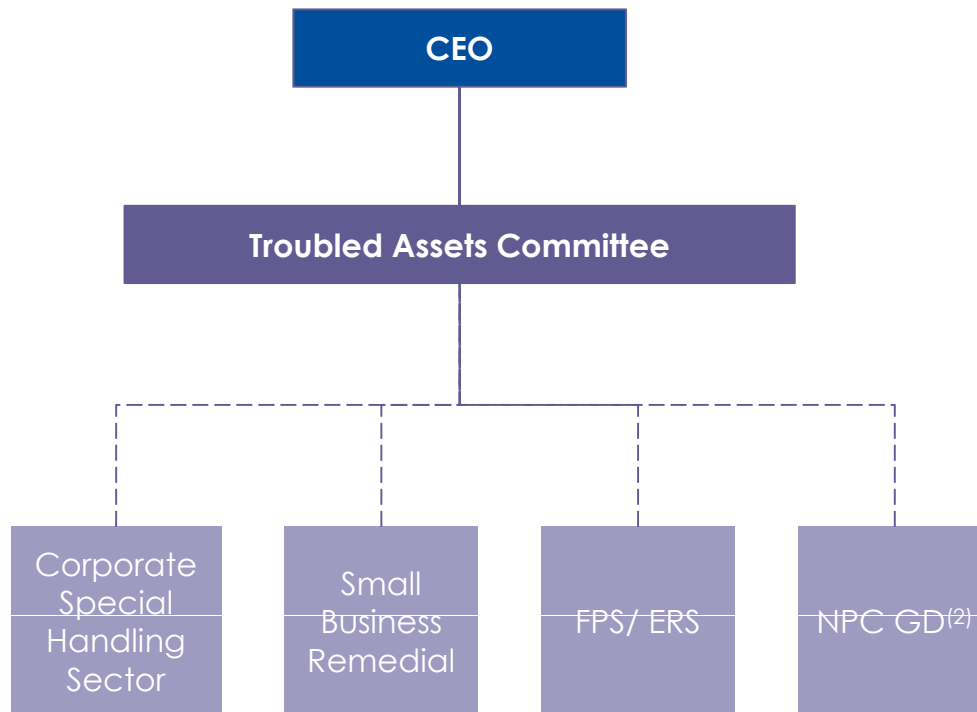 CEO
Troubled Assets Committee
Corporate
Special
Handling
Sector
Small
Business
Remedial
FPS/ ERS
NPC GD(2)